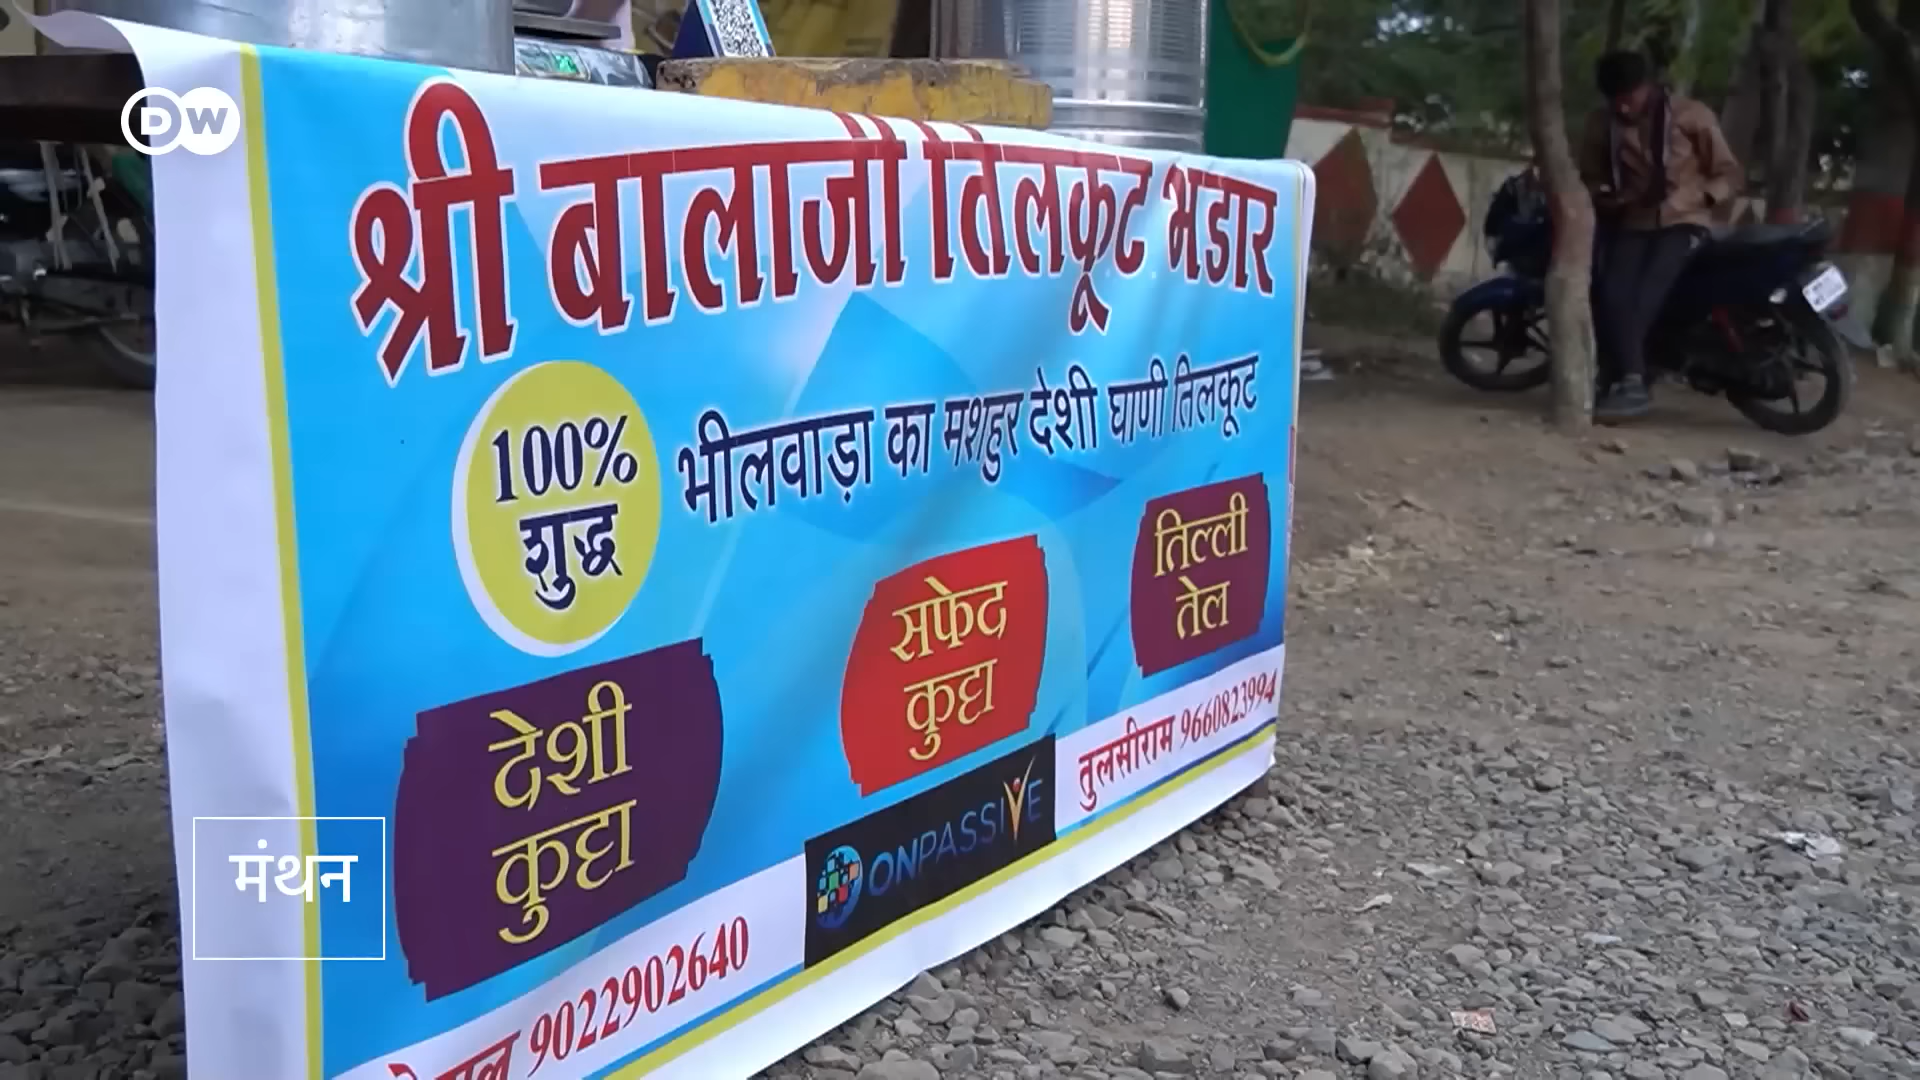 DW
श्री बालाजी तिलकूट भंडार
100%
शुद्ध
भीलवाड़ा का मशहुर देशी घाणी तिलकूट
देशी
कुट्टा
सफेद
कुट्टा
तिल्ली
तेल
ONPASSIVE
तुलसीराम 9660823994
9022902640
मंथन